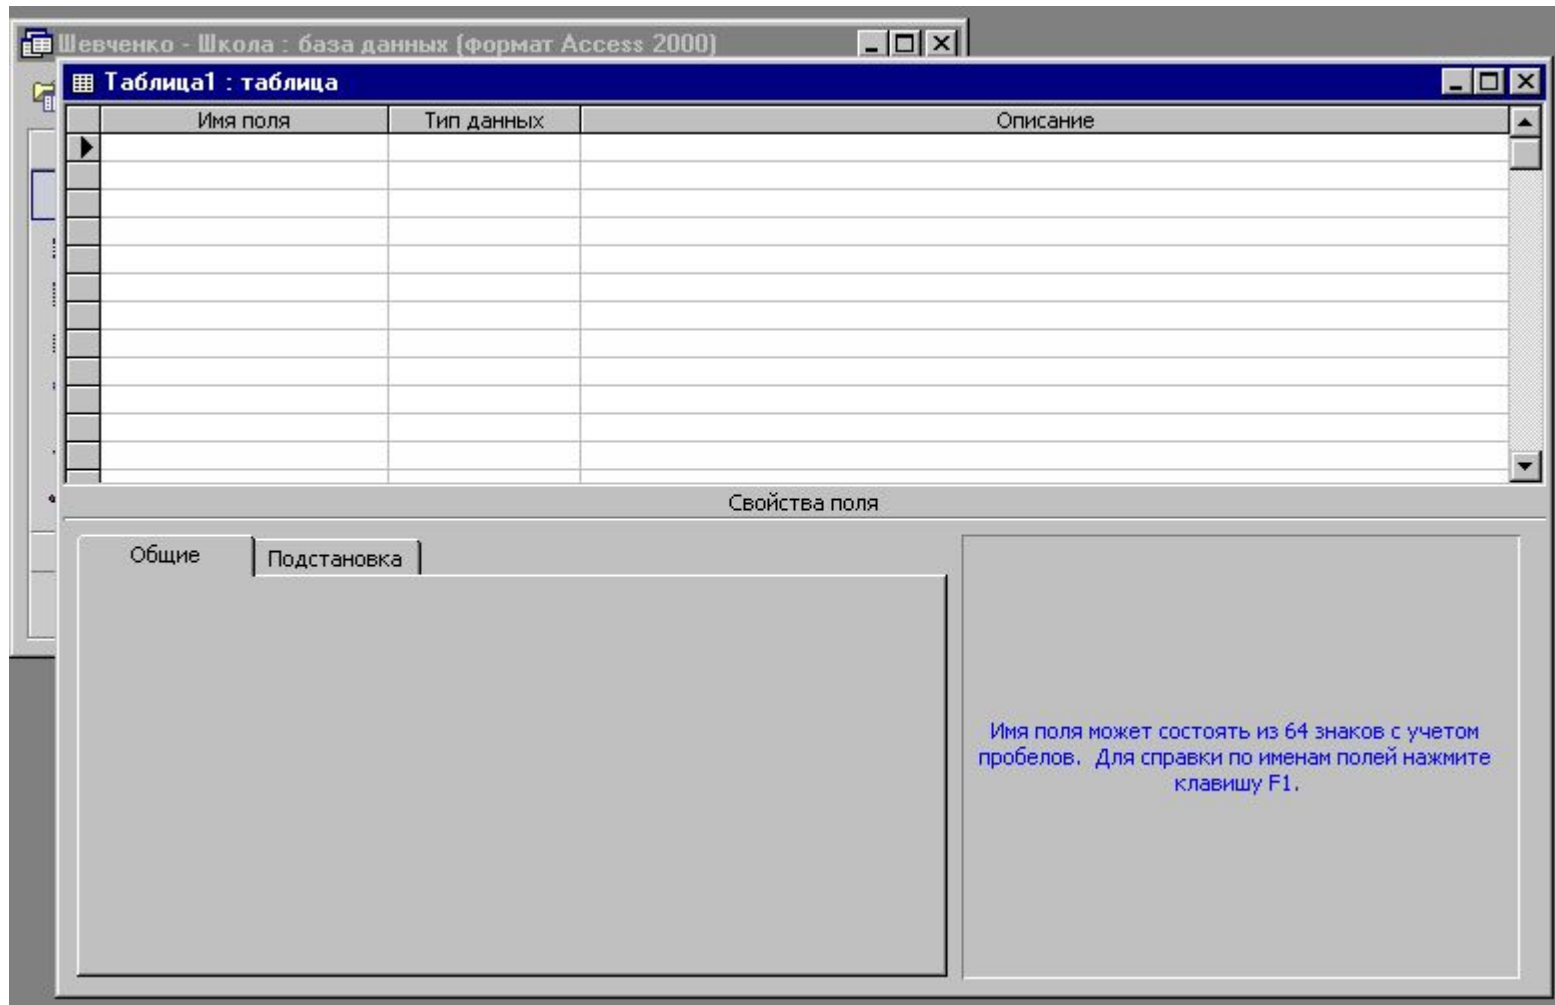 Шевченко - Школа : база данных (формат Access 2000)
Таблица1 : таблица
Имя поля Тип данных Описание
Свойства поля
Общие Подстановка
Имя поля может состоять из 64 знаков с учетом
пробелов. Для справки по именам полей нажмите
клавишу F1.